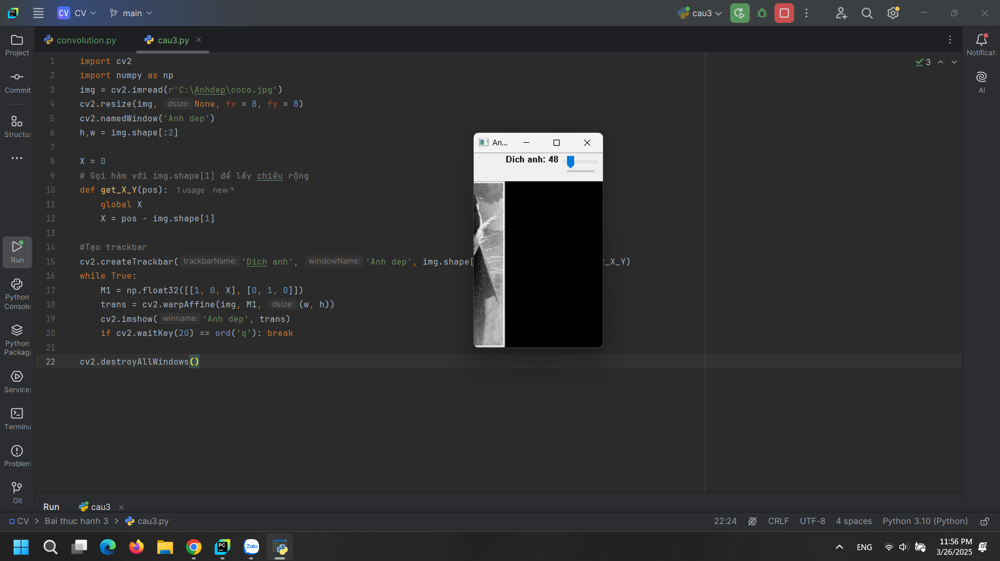 CV CV main cau3
convolution.py cau3.py
Project
Commit
Structu
Run
Python
Console
Python
Packag
Service
Termina
Problem
Git
1 import cv2
2 import numpy as np
3 img = cv2.imread(r'C:\Anhdep\coco.jpg')
4 cv2.resize(img, dsize: None, fx = 8, fy = 8)
5 cv2.namedWindow('Anh dep')
6 h,w = img.shape[:2]
7
8 X = 0
9 # Gọi hàm với img.shape[1] để lấy chiều rộng
10 def get_X_Y(pos): 1 usage new *
11 global X
12 X = pos - img.shape[1]
13
14 #Tạo trackbar
15 cv2.createTrackbar( trackbarName: 'Dich anh', windowName: 'Anh dep', img.shape[ t_X_Y)
16 while True:
17 M1 = np.float32([[1, 0, X], [0, 1, 0]])
18 trans = cv2.warpAffine(img, M1, dsize: (w, h))
19 cv2.imshow( winname: 'Anh dep', trans)
20 if cv2.waitKey(20) == ord('q'): break
21
22 cv2.destroyAllWindows()
3
An...
Dich anh: 48
Notificat
AI
Run cau3
CV > Bai thuc hanh 3 > cau3.py
22:24 CRLF UTF-8 4 spaces Python 3.10 (Python)
PC
Zalo
ENG
11:56 PM
3/26/2025